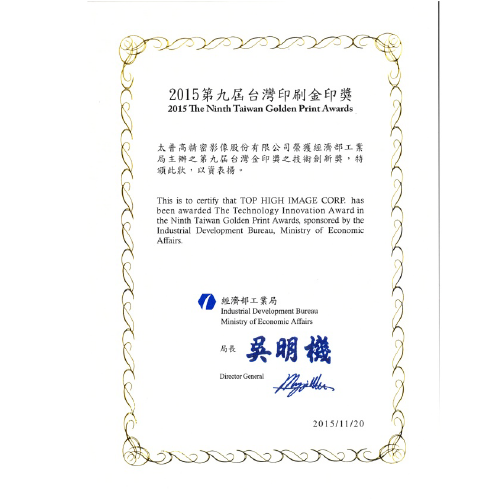 2015第九屆台灣印刷金印獎
2015 The Ninth Taiwan Golden Print Awards
太普高精密影像股份有限公司榮獲經濟部工業
局主辦之第九屆台灣金印獎之技術創新獎，特
頒此狀，以資表揚。
This is to certify that TOP HIGH IMAGE CORP. has
been awarded The Technology Innovation Award in
the Ninth Taiwan Golden Print Awards, sponsored by the
Industrial Development Bureau, Ministry of Economic
Affairs.
經濟部工業局
Industrial Development Bureau
Ministry of Economic Affairs
局長 吳明機
Director General
2015/11/20